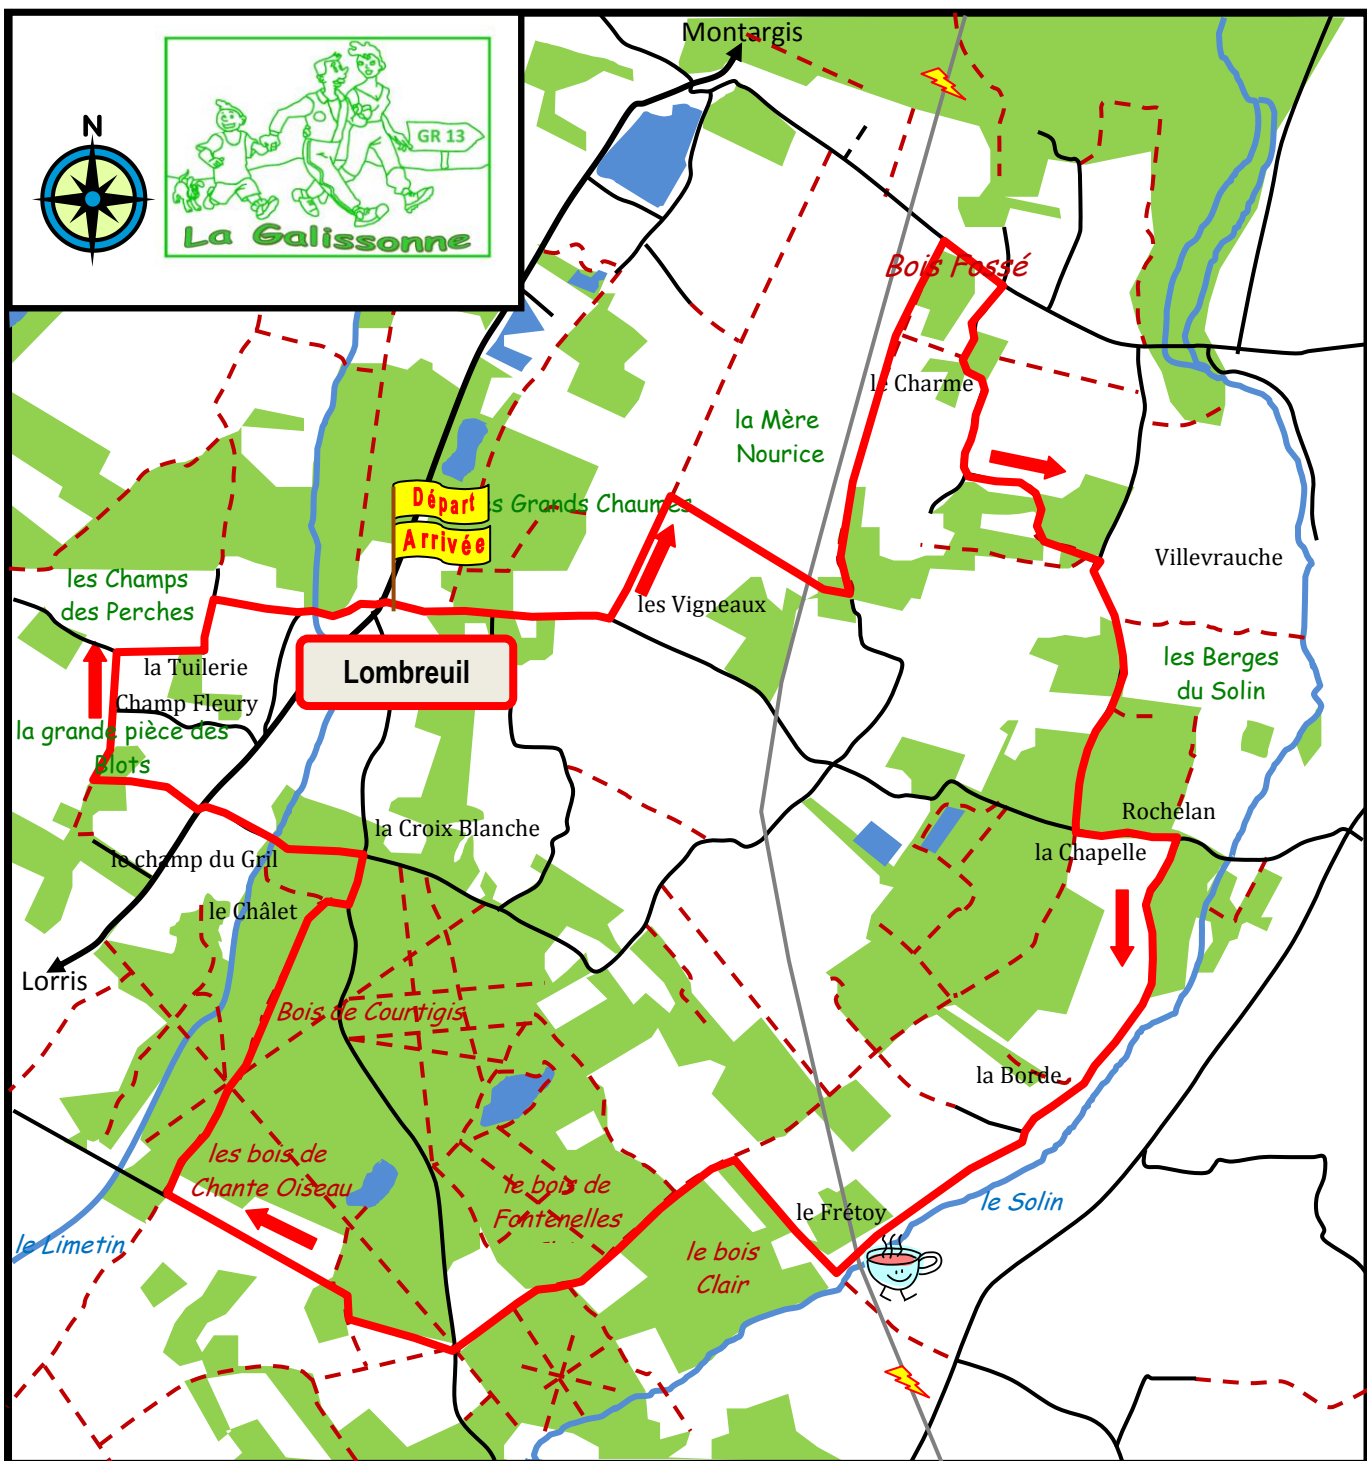 Montargis
N
GR 13
La Galissonne
Bois Fossé
le Charme
la Mère
Nourice
Départ
Arrivée
s Grands Chaumes
les Champs
des Perches
les Vigneaux
Villevrauche
Lombreuil
la Tuilerie
Champ Fleury
les Berges
du Solin
la grande pièce des
Blots
la Croix Blanche
Rochelan
le champ du Gril
la Chapelle
le Châlet
Lorris
Bois de Courtigis
la Borde
les bois de
Chante Oiseau
le bois de
Fontenelles
le Frétoy
le Solin
le Limetin
le bois
Clair